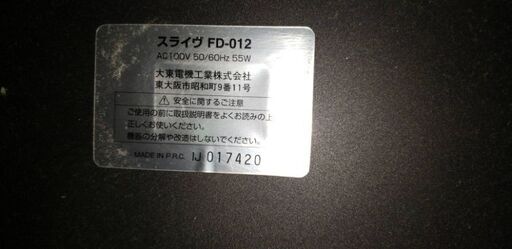 スライヴ FD-012
AC100V 50/60Hz 55W
大東電機工業株式会社
東大阪市昭和町9番11号
⚠ 安全に関するご注意
ご使用の前に取扱説明書をよくお読みの上
正しくお使いください。
機器の分解や改造はしないでください。
MADE IN P.R.C. IJ 017420